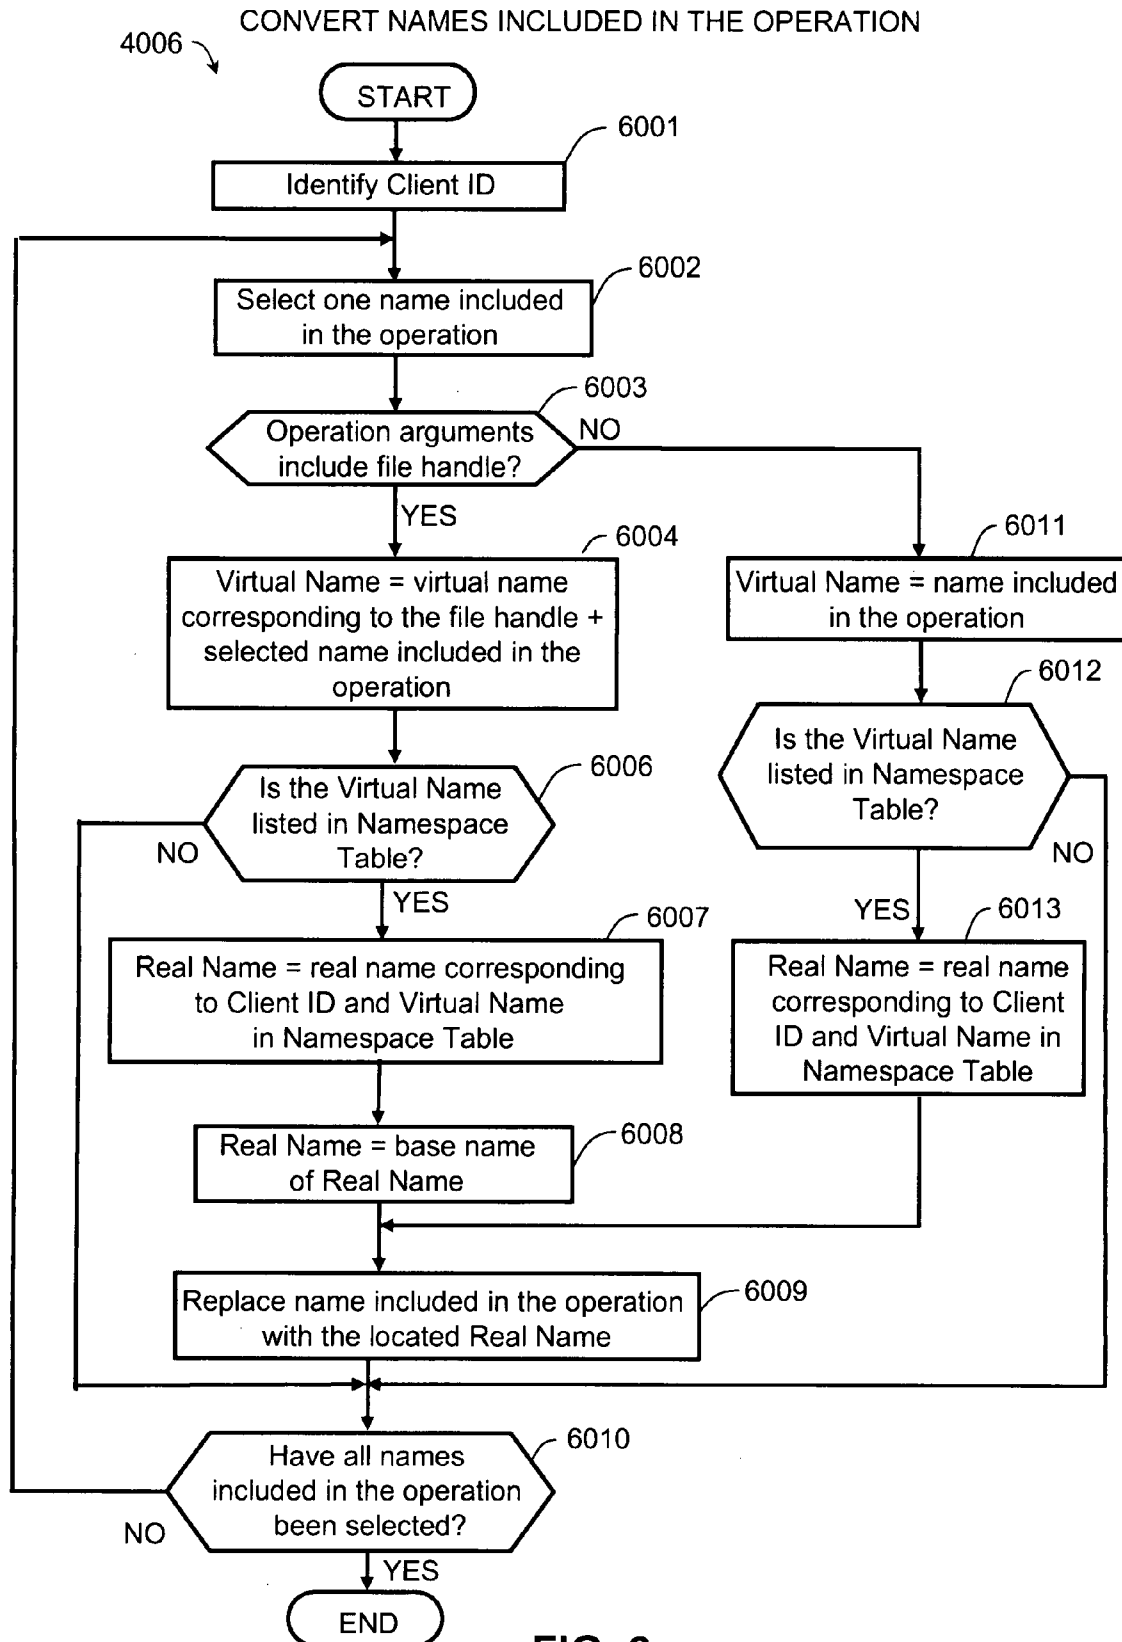 CONVERT NAMES INCLUDED IN THE OPERATION
4006
START
6001
Identify Client ID
6002
Select one name included
in the operation
6003
Operation arguments
include file handle?
NO
YES
6004
Virtual Name = virtual name
corresponding to the file handle +
selected name included in the
operation
6011
Virtual Name = name included
in the operation
6006
Is the Virtual Name
listed in Namespace
Table?
NO
YES
6012
Is the Virtual Name
listed in Namespace
Table?
NO
YES
6007
Real Name = real name corresponding
to Client ID and Virtual Name
in Namespace Table
6013
Real Name = real name
corresponding to Client
ID and Virtual Name in
Namespace Table
6008
Real Name = base name
of Real Name
6009
Replace name included in the operation
with the located Real Name
6010
Have all names
included in the operation
been selected?
NO
YES
END
FIG.